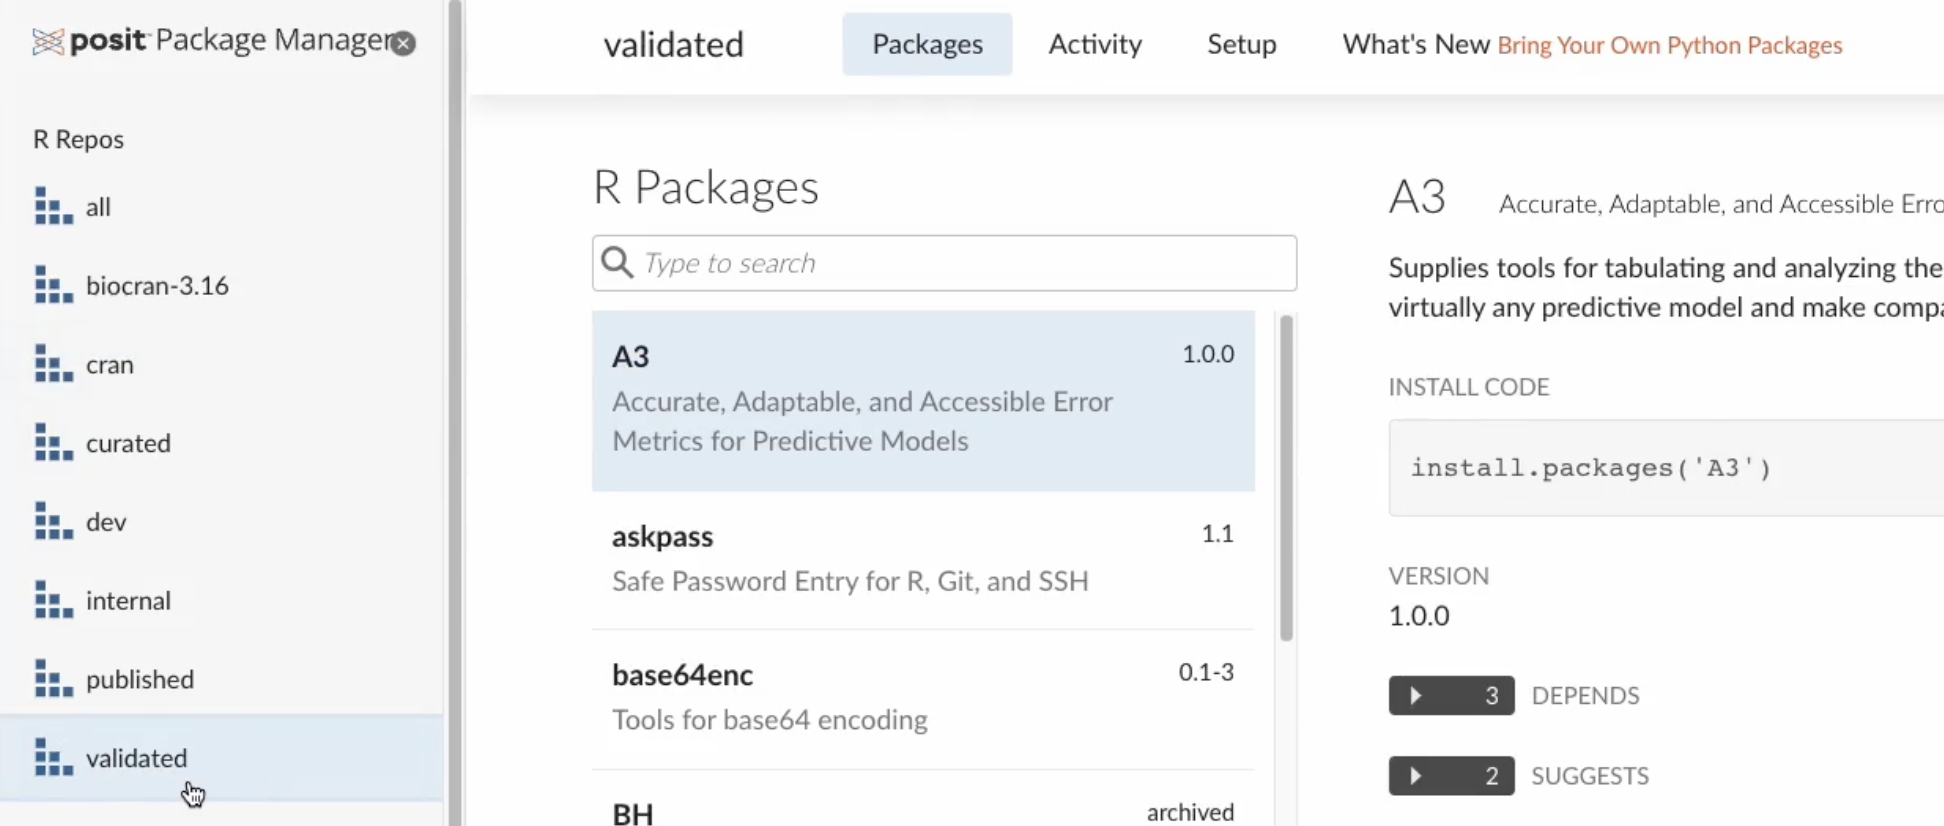 posit Package Manager
R Repos
all
biocran-3.16
cran
curated
dev
internal
published
validated
validated
Packages
Activity
Setup
What's New Bring Your Own Python Packages
R Packages
Type to search
A3 1.0.0
Accurate, Adaptable, and Accessible Error
Metrics for Predictive Models
askpass 1.1
Safe Password Entry for R, Git, and SSH
base64enc 0.1-3
Tools for base64 encoding
BH archived
A3 Accurate, Adaptable, and Accessible Erro
Supplies tools for tabulating and analyzing the
virtually any predictive model and make compa
INSTALL CODE
install.packages('A3')
VERSION
1.0.0
3 DEPENDS
2 SUGGESTS